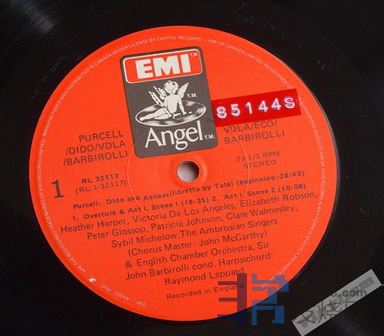 EMI
T.M.
Angel T.M.
85144S
PURCELL
/DIDO/VDLA
/BARBIROLLI
VDLA/ECO/
BARBIROLLI
1
RL 32117
(RL-1-32117)
33 1/3 RPM
STEREO
Purcell: Dido and Aeneas(libretto by Tate) (beginning-28:43)
1. Overture & Act I, Scene I (18:35) 2. Act I, Scene 2 (10:08)
Heather Harper, Victoria De Los Angeles, Elizabeth Robson,
Peter Glossop, Patricia Johnson, Clare Walmesley,
Sybil Michelow;The Ambrosian Singers
(Chorus Master: John McCarthy)
& English Chamber Orchestra, Sir
John Barbirolli cond. Harpsichord:
Raymond Leppard
Recorded in England